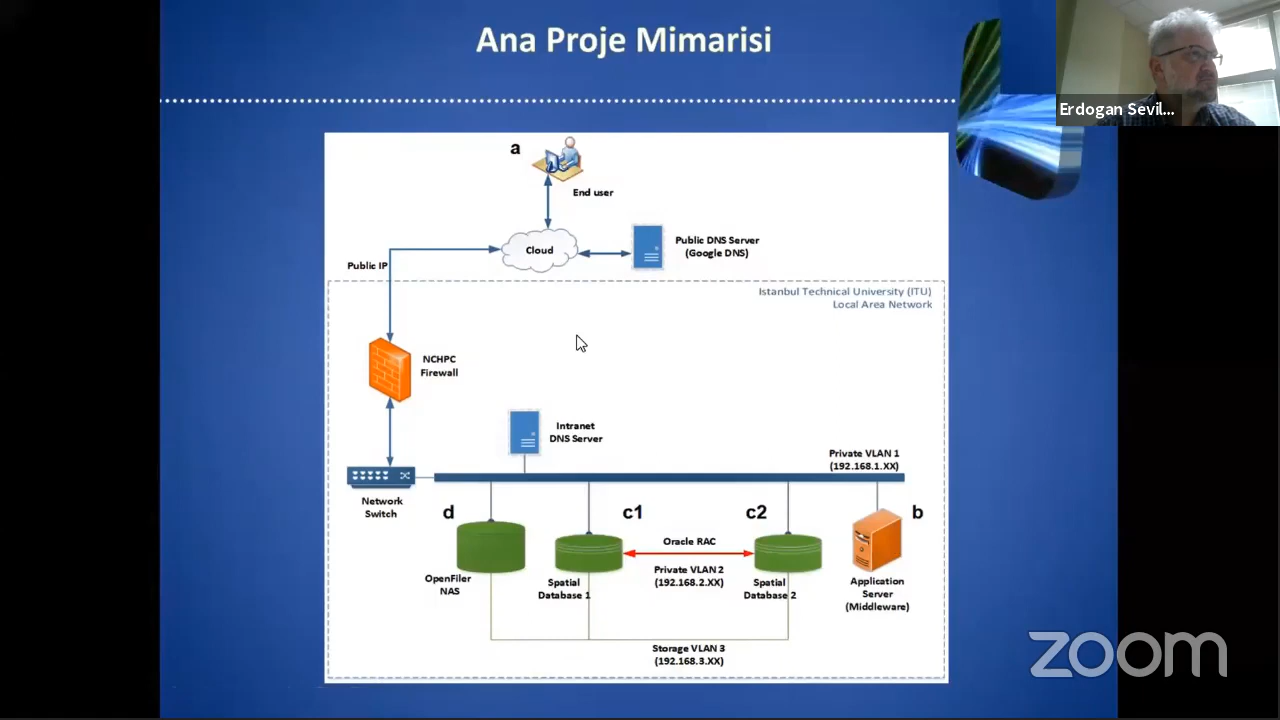 Ana Proje Mimarisi
Erdogan Sevil...
a
End user
Cloud
Public DNS Server
(Google DNS)
Public IP
Istanbul Technical University (ITU)
Local Area Network
NCHPC
Firewall
Intranet
DNS Server
Private VLAN 1
(192.168.1.XX)
Network
Switch
d
c1
c2
b
Oracle RAC
Private VLAN 2
(192.168.2.XX)
OpenFiler
NAS
Spatial
Database 1
Spatial
Database 2
Application
Server
(Middleware)
Storage VLAN 3
(192.168.3.XX)
zoom